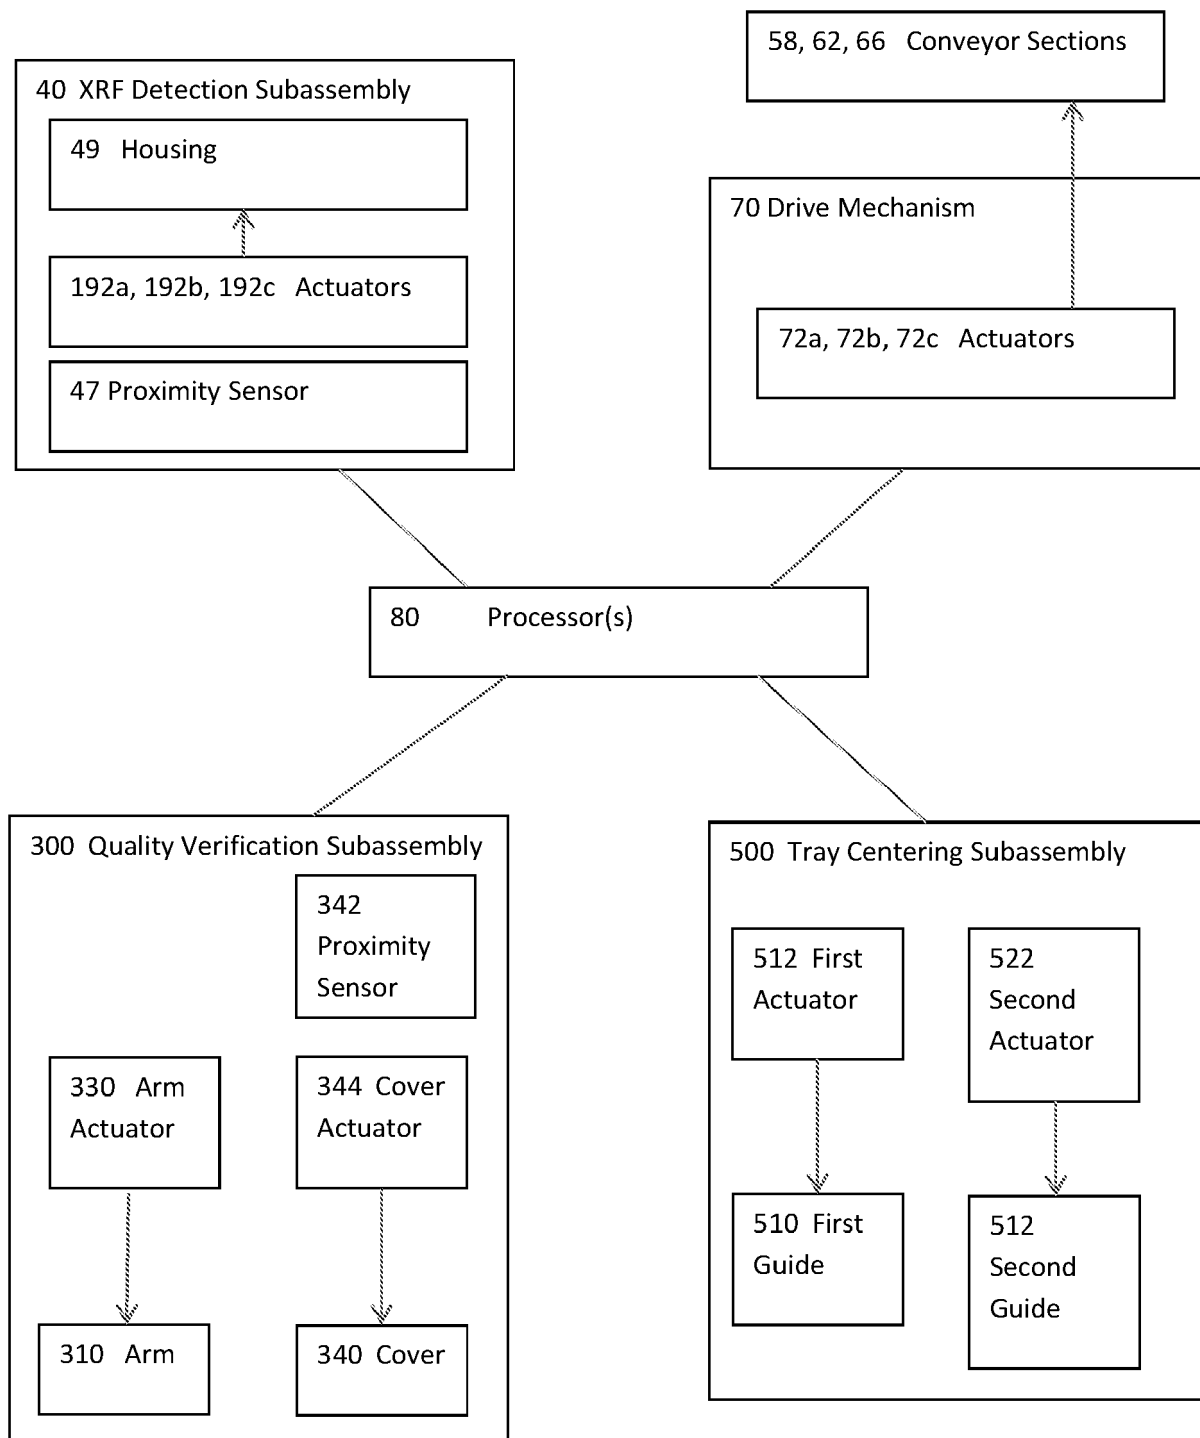 58, 62, 66 Conveyor Sections
40 XRF Detection Subassembly
49 Housing
192a, 192b, 192c Actuators
47 Proximity Sensor
70 Drive Mechanism
72a, 72b, 72c Actuators
80 Processor(s)
300 Quality Verification Subassembly
342
Proximity
Sensor
330 Arm
Actuator
344 Cover
Actuator
310 Arm
340 Cover
500 Tray Centering Subassembly
512 First
Actuator
522
Second
Actuator
510 First
Guide
512
Second
Guide